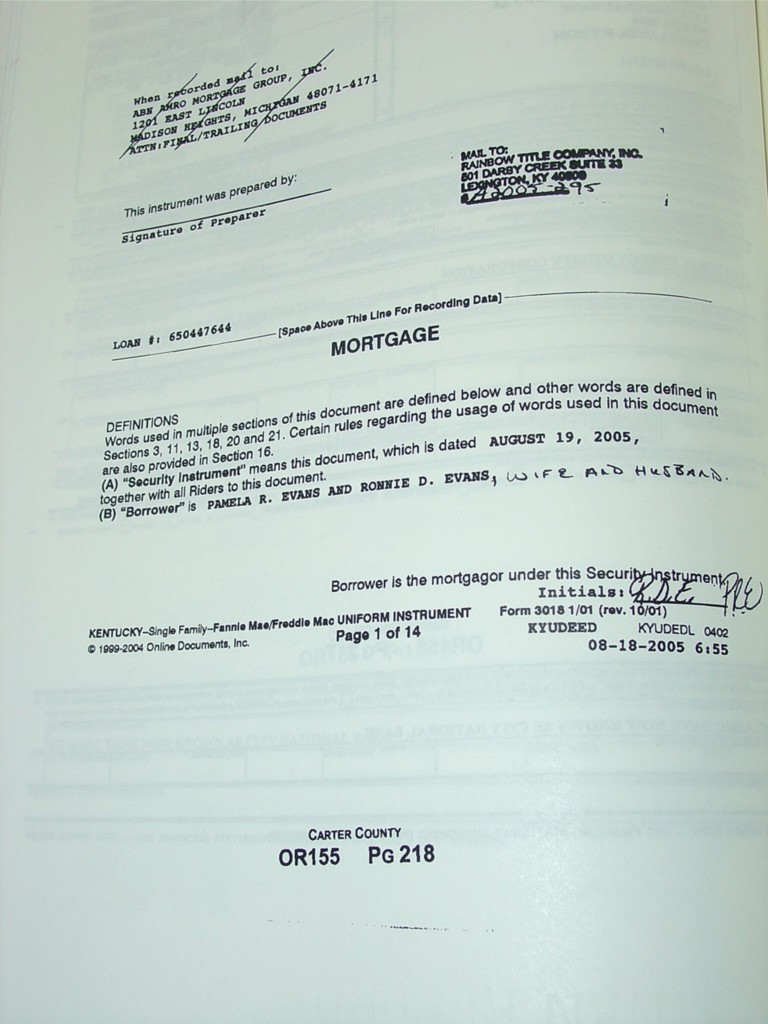 When recorded mail to:
ABN AMRO MORTGAGE GROUP, INC.
1201 EAST LINCOLN
MADISON HEIGHTS, MICHIGAN 48071-4171
ATTN:FINAL/TRAILING DOCUMENTS
MAIL TO:
RAINBOW TITLE COMPANY, INC.
801 DARBY CREEK SUITE 33
LEXINGTON, KY 40509
#A2005-295
This instrument was prepared by:
Signature of Preparer
LOAN #: 650447644
[Space Above This Line For Recording Data]
MORTGAGE
DEFINITIONS
Words used in multiple sections of this document are defined below and other words are defined in
Sections 3, 11, 13, 18, 20 and 21. Certain rules regarding the usage of words used in this document
are also provided in Section 16.
(A) "Security Instrument" means this document, which is dated AUGUST 19, 2005,
together with all Riders to this document.
(B) "Borrower" is PAMELA R. EVANS AND RONNIE D. EVANS, WIFE AND HUSBAND.
Borrower is the mortgagor under this Security Instrument.
Initials: R.D.E. PRE
KENTUCKY–Single Family–Fannie Mae/Freddie Mac UNIFORM INSTRUMENT Form 3018 1/01 (rev. 10/01)
© 1999-2004 Online Documents, Inc. Page 1 of 14 KYUDEED KYUDEDL 0402
08-18-2005 6:55
CARTER COUNTY
OR155 PG 218